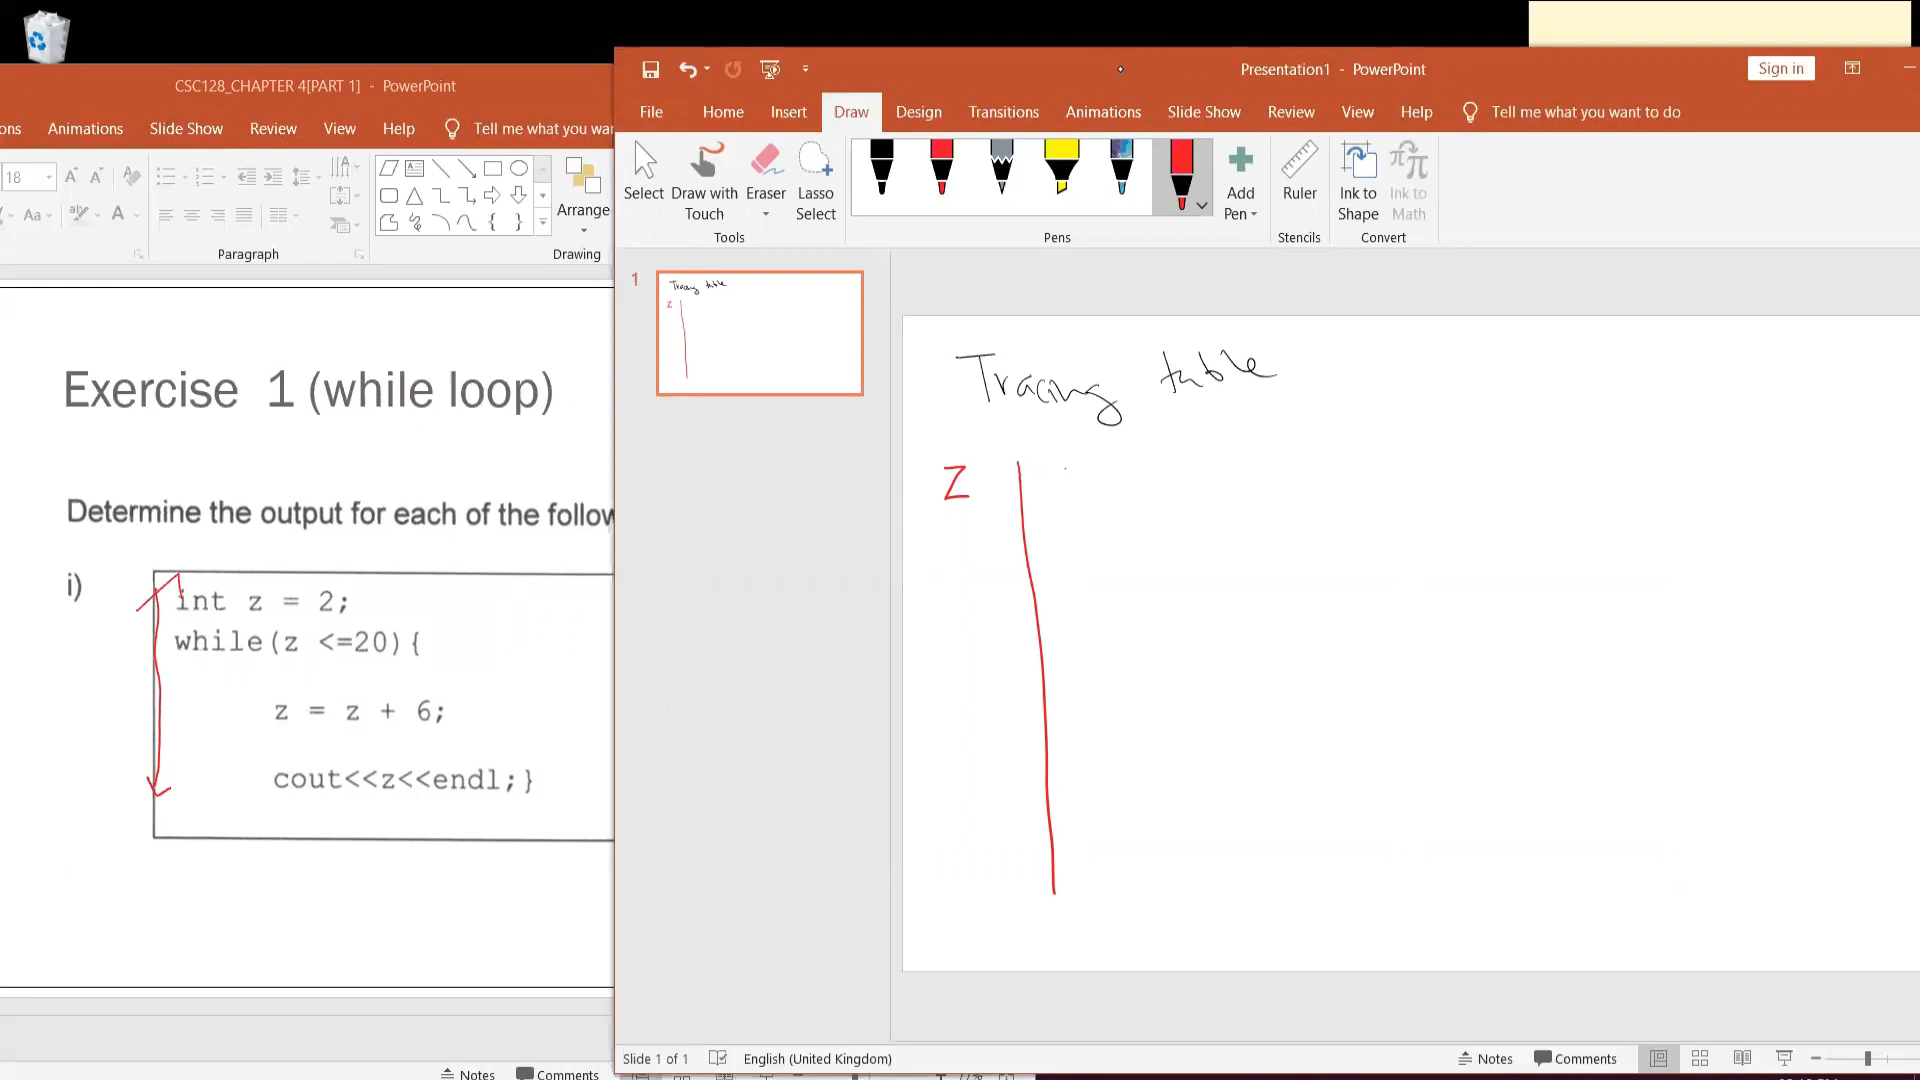 CSC128_CHAPTER 4[PART 1] - PowerPoint
ons Animations Slide Show Review View Help Tell me what you wan
18
Aa
Arrange
Paragraph
Drawing
Exercise 1 (while loop)
Determine the output for each of the follow
i)
int z = 2;
while(z <=20){
z = z + 6;
cout<<z<<endl;}
Notes Comments
Presentation1 - PowerPoint
Sign in
File Home Insert Draw Design Transitions Animations Slide Show Review View Help Tell me what you want to do
Select
Draw with Touch
Eraser
Lasso Select
Add Pen
Ruler
Ink to Shape
Ink to Math
Tools
Pens
Stencils
Convert
1
Tracing table
Z
Tracing table
Z
Slide 1 of 1
English (United Kingdom)
Notes Comments